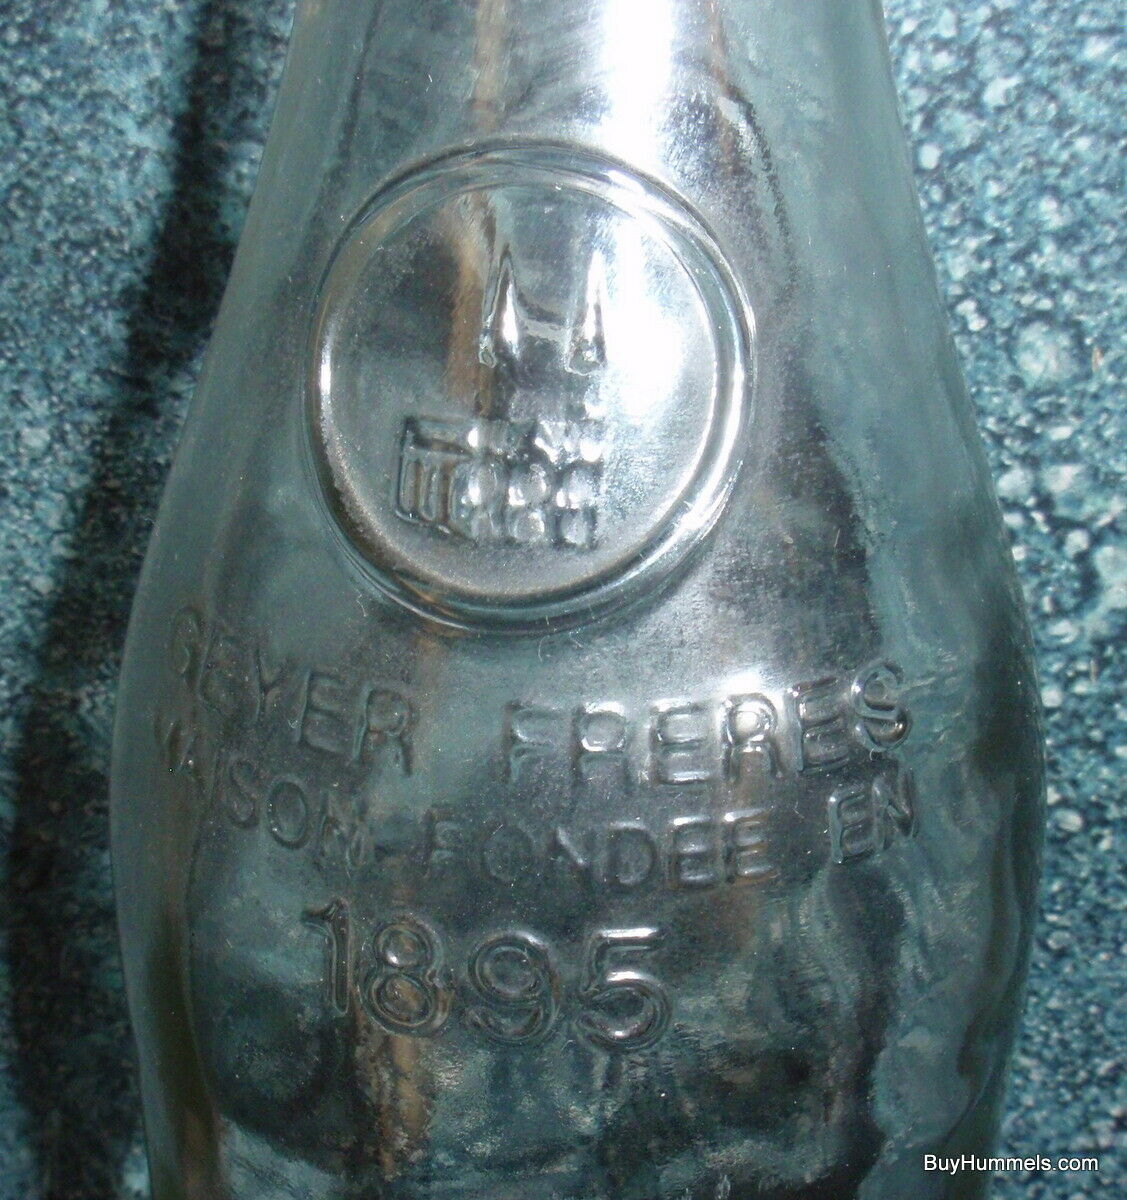 GEYER FRERES
MAISON FONDEE EN
1895
BuyHummels.com